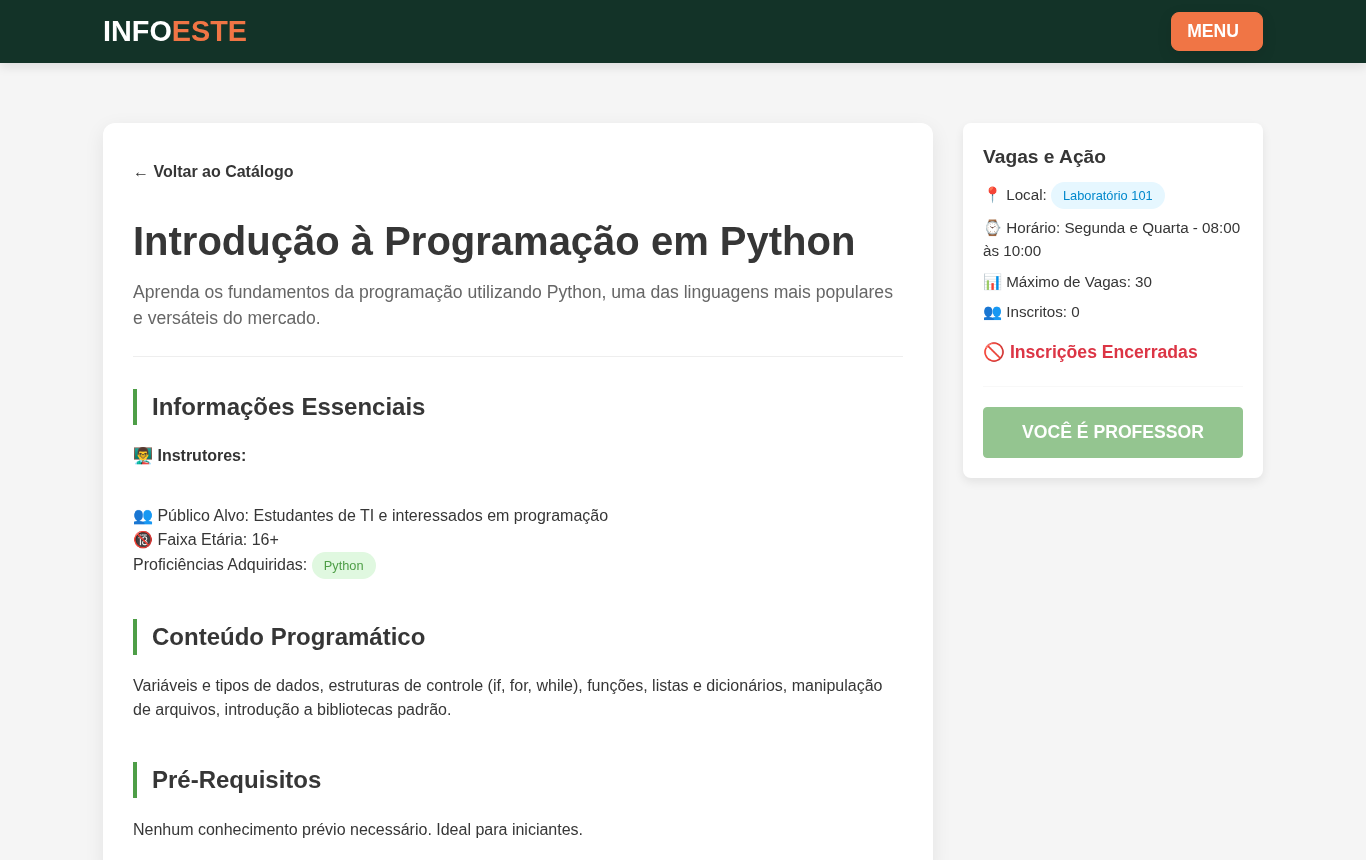 INFOESTE
MENU
← Voltar ao Catálogo
Introdução à Programação em Python
Aprenda os fundamentos da programação utilizando Python, uma das linguagens mais populares
e versáteis do mercado.
Informações Essenciais
👨‍🏫 Instrutores:
👥 Público Alvo: Estudantes de TI e interessados em programação
🔞 Faixa Etária: 16+
Proficiências Adquiridas: Python
Conteúdo Programático
Variáveis e tipos de dados, estruturas de controle (if, for, while), funções, listas e dicionários, manipulação
de arquivos, introdução a bibliotecas padrão.
Pré-Requisitos
Nenhum conhecimento prévio necessário. Ideal para iniciantes.
Vagas e Ação
📍 Local: Laboratório 101
⌚ Horário: Segunda e Quarta - 08:00
às 10:00
📊 Máximo de Vagas: 30
👥 Inscritos: 0
🚫 Inscrições Encerradas
VOCÊ É PROFESSOR